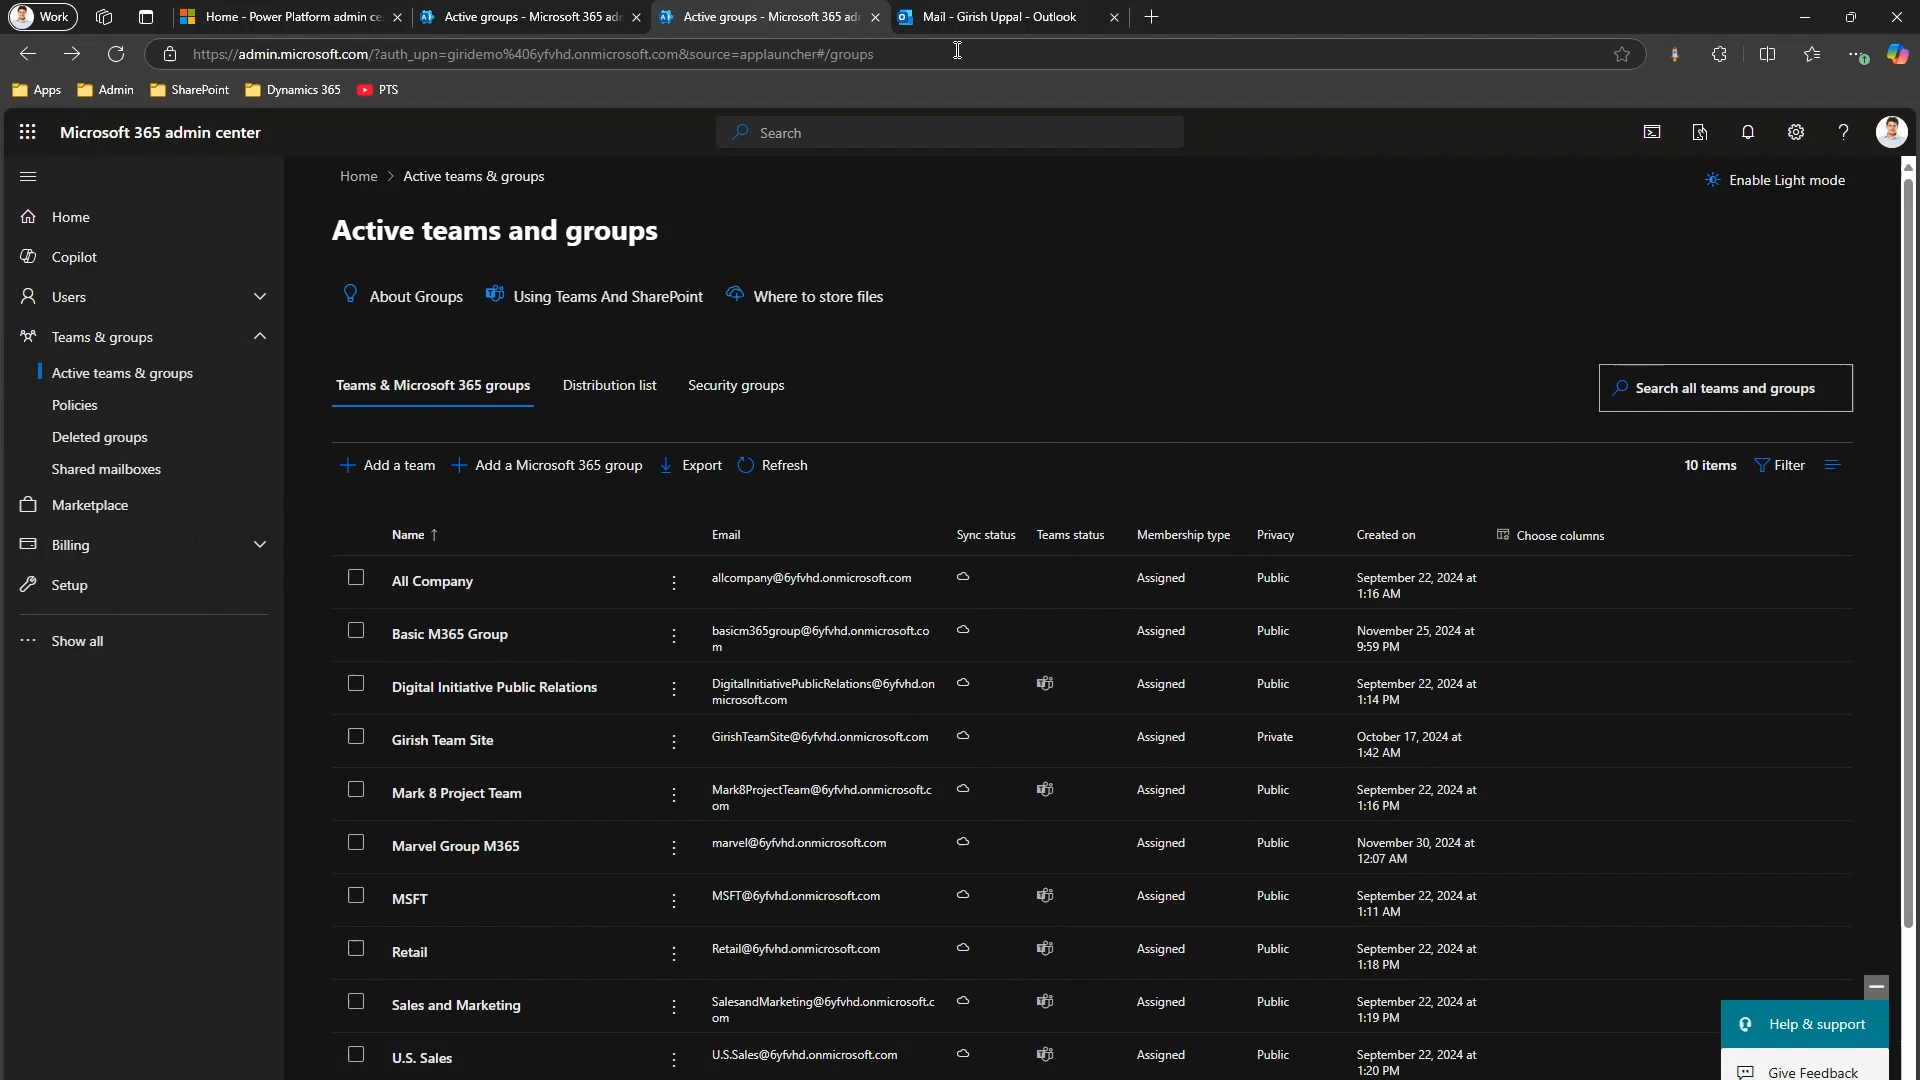 Work
Home - Power Platform admin ce
Active groups - Microsoft 365 ad
Active groups - Microsoft 365 ad
Mail - Girish Uppal - Outlook
https://admin.microsoft.com/?auth_upn=giridemo%406yfvhd.onmicrosoft.com&source=applauncher#/groups
Apps
Admin
SharePoint
Dynamics 365
PTS
Microsoft 365 admin center
Search
Home
Active teams & groups
Enable Light mode
Home
Copilot
Users
Teams & groups
Active teams & groups
Policies
Deleted groups
Shared mailboxes
Marketplace
Billing
Setup
Show all
Active teams and groups
About Groups
Using Teams And SharePoint
Where to store files
Teams & Microsoft 365 groups
Distribution list
Security groups
Search all teams and groups
Add a team
Add a Microsoft 365 group
Export
Refresh
10 items
Filter
Name ↑
Email
Sync status
Teams status
Membership type
Privacy
Created on
Choose columns
All Company
allcompany@6yfvhd.onmicrosoft.com
Assigned
Public
September 22, 2024 at
1:16 AM
Basic M365 Group
basicm365group@6yfvhd.onmicrosoft.co
m
Assigned
Public
November 25, 2024 at
9:59 PM
Digital Initiative Public Relations
DigitalInitiativePublicRelations@6yfvhd.on
microsoft.com
Assigned
Public
September 22, 2024 at
1:14 PM
Girish Team Site
GirishTeamSite@6yfvhd.onmicrosoft.com
Assigned
Private
October 17, 2024 at
1:42 AM
Mark 8 Project Team
Mark8ProjectTeam@6yfvhd.onmicrosoft.c
om
Assigned
Public
September 22, 2024 at
1:16 PM
Marvel Group M365
marvel@6yfvhd.onmicrosoft.com
Assigned
Public
November 30, 2024 at
12:07 AM
MSFT
MSFT@6yfvhd.onmicrosoft.com
Assigned
Public
September 22, 2024 at
1:11 AM
Retail
Retail@6yfvhd.onmicrosoft.com
Assigned
Public
September 22, 2024 at
1:18 PM
Sales and Marketing
SalesandMarketing@6yfvhd.onmicrosoft.c
om
Assigned
Public
September 22, 2024 at
1:19 PM
U.S. Sales
U.S.Sales@6yfvhd.onmicrosoft.com
Assigned
Public
September 22, 2024 at
1:20 PM
Help & support
Give Feedback